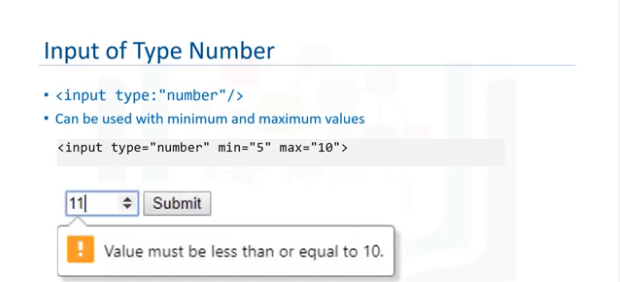 Input of Type Number
• <input type:"number"/>
• Can be used with minimum and maximum values
<input type="number" min="5" max="10">
11 Submit
! Value must be less than or equal to 10.